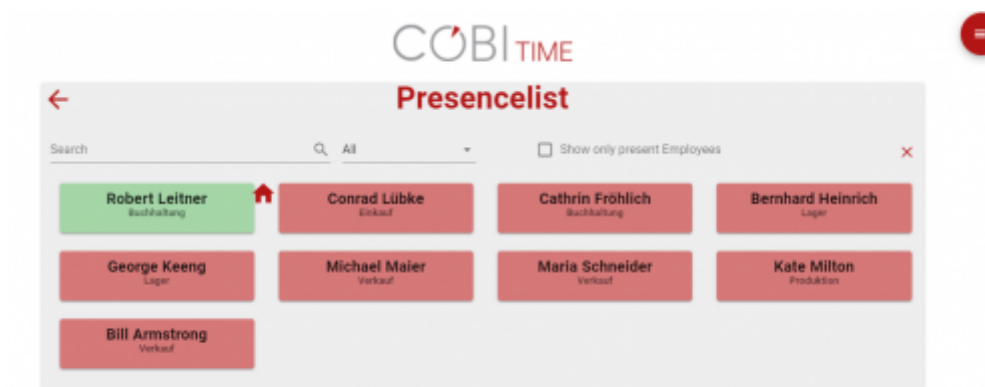 COBI TIME
Presencelist
Search All Show only present Employees
Robert Leitner Conrad Lübke Cathrin Fröhlich Bernhard Heinrich
Buchhaltung Einkauf Buchhaltung Lager
George Keeng Michael Maier Maria Schneider Kate Milton
Lager Verkauf Verkauf Produktion
Bill Armstrong
Verkauf